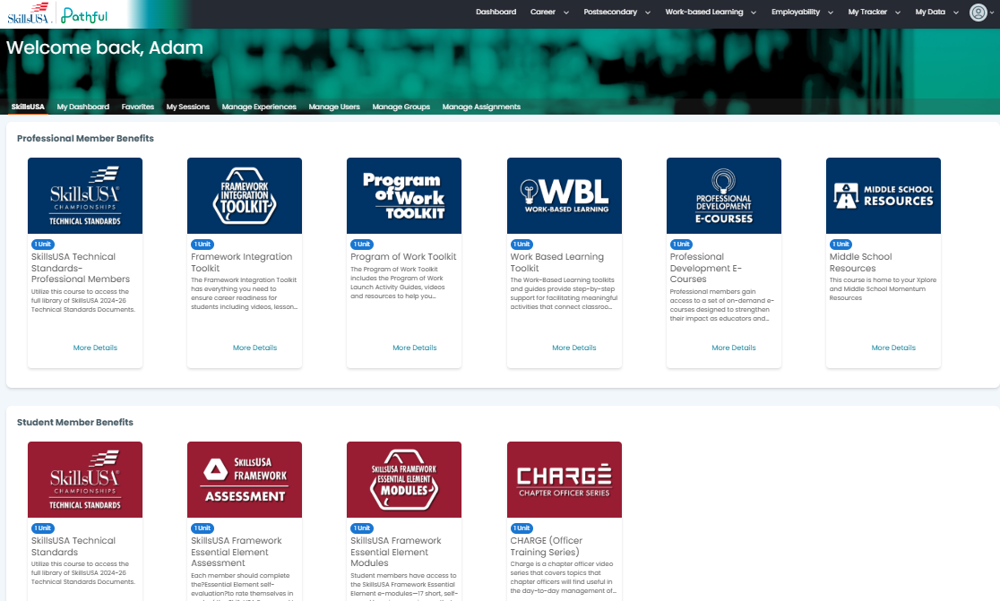 SkillsUSA Pathful
Dashboard Career Postsecondary Work-based Learning Employability My Tracker My Data
Welcome back, Adam
SkillsUSA My Dashboard Favorites My Sessions Manage Experiences Manage Users Manage Groups Manage Assignments
Professional Member Benefits
SkillsUSA
CHAMPIONSHIPS
TECHNICAL STANDARDS
1 Unit
SkillsUSA Technical
Standards-
Professional Members
Utilize this course to access the
full library of SkillsUSA 2024-26
Technical Standards Documents.
More Details
FRAMEWORK
INTEGRATION
TOOLKIT
1 Unit
Framework Integration
Toolkit
The Framework Integration Toolkit
has everything you need to
ensure career readiness for
students including videos, lesson...
More Details
Program
of Work
TOOLKIT
1 Unit
Program of Work Toolkit
The Program of Work Toolkit
includes the Program of Work
Launch Activity Guides, videos
and resources to help you...
More Details
WBL
WORK-BASED LEARNING
1 Unit
Work Based Learning
Toolkit
The Work-Based Learning toolkits
and guides provide step-by-step
support for facilitating meaningful
activities that connect classroo...
More Details
PROFESSIONAL
DEVELOPMENT
E-COURSES
1 Unit
Professional
Development E-
Courses
Professional members gain
access to a set of on-demand e-
courses designed to strengthen
their impact as educators and...
More Details
MIDDLE SCHOOL
RESOURCES
1 Unit
Middle School
Resources
This course is home to your Xplore
and Middle School Momentum
Resources
More Details
Student Member Benefits
SkillsUSA
CHAMPIONSHIPS
TECHNICAL STANDARDS
1 Unit
SkillsUSA Technical
Standards
Utilize this course to access the
full library of SkillsUSA 2024-26
Technical Standards Documents.
SKILLSUSA
FRAMEWORK
ASSESSMENT
1 Unit
SkillsUSA Framework
Essential Element
Assessment
Each member should complete
the?Essential Element self-
evaluation?to rate themselves in
SKILLSUSA FRAMEWORK
ESSENTIAL ELEMENT
MODULES
1 Unit
SkillsUSA Framework
Essential Element
Modules
Student members have access to
the SkillsUSA Framework Essential
Element e-modules—17 short, self-
CHARGE
CHAPTER OFFICER SERIES
1 Unit
CHARGE (Officer
Training Series)
Charge is a chapter officer video
series that covers topics that
chapter officers will find useful in
the day-to-day management of...